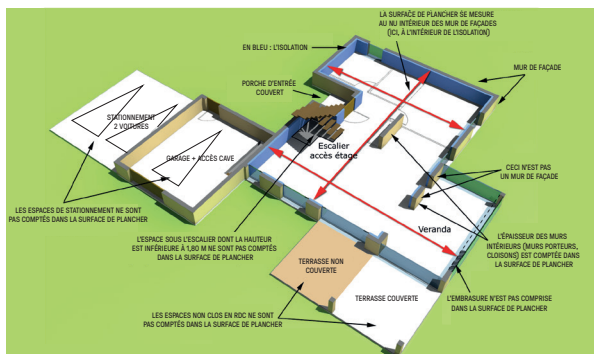 LA SURFACE DE PLANCHER SE MESURE
AU NU INTÉRIEUR DES MUR DE FAÇADES
(ICI, À L'INTÉRIEUR DE L'ISOLATION)
EN BLEU : L'ISOLATION
MUR DE FAÇADE
PORCHE D'ENTRÉE
COUVERT
STATIONNEMENT
2 VOITURES
Escalier
accès étage
GARAGE + ACCÈS CAVE
CECI N'EST PAS
UN MUR DE FAÇADE
LES ESPACES DE STATIONNEMENT NE SONT
PAS COMPTÉS DANS LA SURFACE DE PLANCHER
Veranda
L'ÉPAISSEUR DES MURS
INTÉRIEURS (MURS PORTEURS,
CLOISONS) EST COMPTÉE DANS
LA SURFACE DE PLANCHER
L'ESPACE SOUS L'ESCALIER DONT LA HAUTEUR
EST INFÉRIEURE À 1,80 M NE SONT PAS COMPTÉS
DANS LA SURFACE DE PLANCHER
TERRASSE NON
COUVERTE
TERRASSE COUVERTE
L'EMBRASURE N'EST PAS COMPRISE
DANS LA SURFACE DE PLANCHER
LES ESPACES NON CLOS EN RDC NE SONT
PAS COMPTÉS DANS LA SURFACE DE PLANCHER